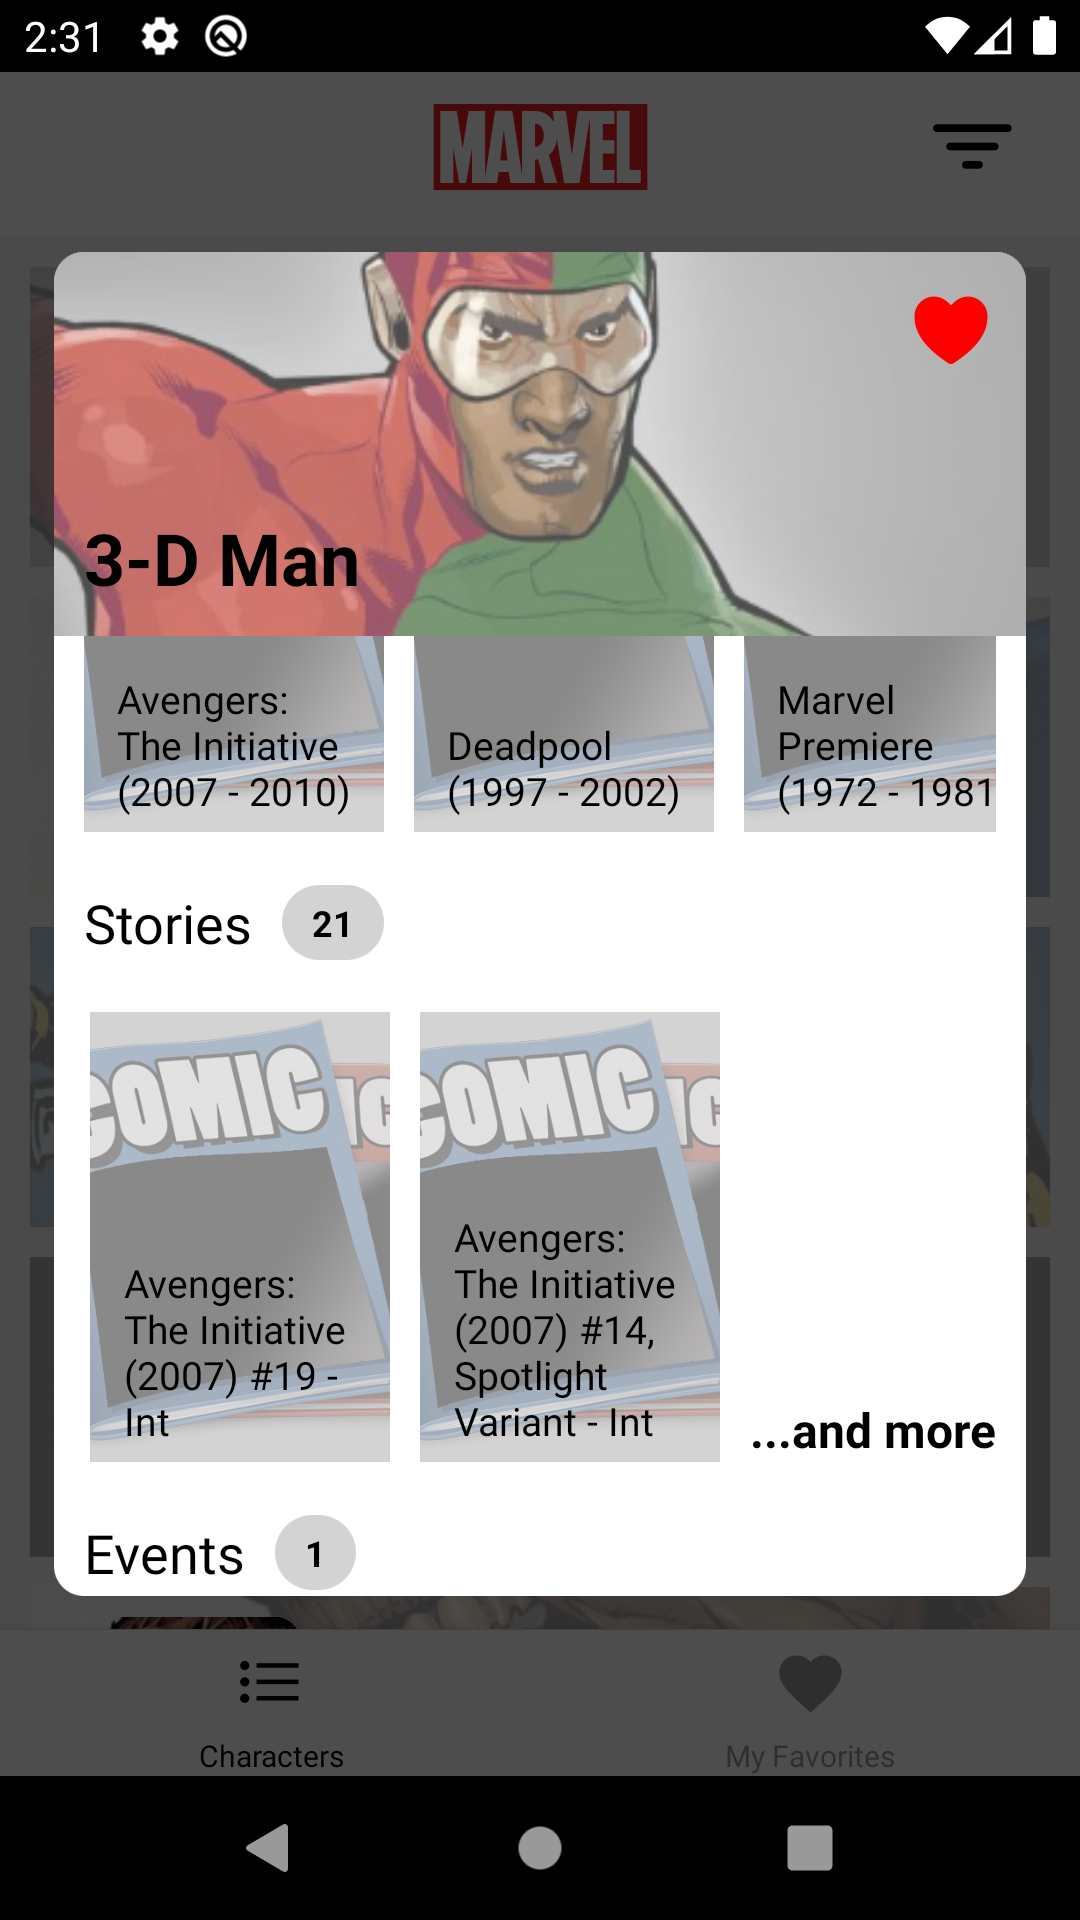 2:31
MARVEL
3-D Man
Avengers:
The Initiative
(2007 - 2010)
Deadpool
(1997 - 2002)
Marvel
Premiere
(1972 - 1981
Stories 21
COMIC IC
COMIC IC
Avengers:
The Initiative
(2007) #19 -
Int
Avengers:
The Initiative
(2007) #14,
Spotlight
Variant - Int
...and more
Events 1
Characters
My Favorites